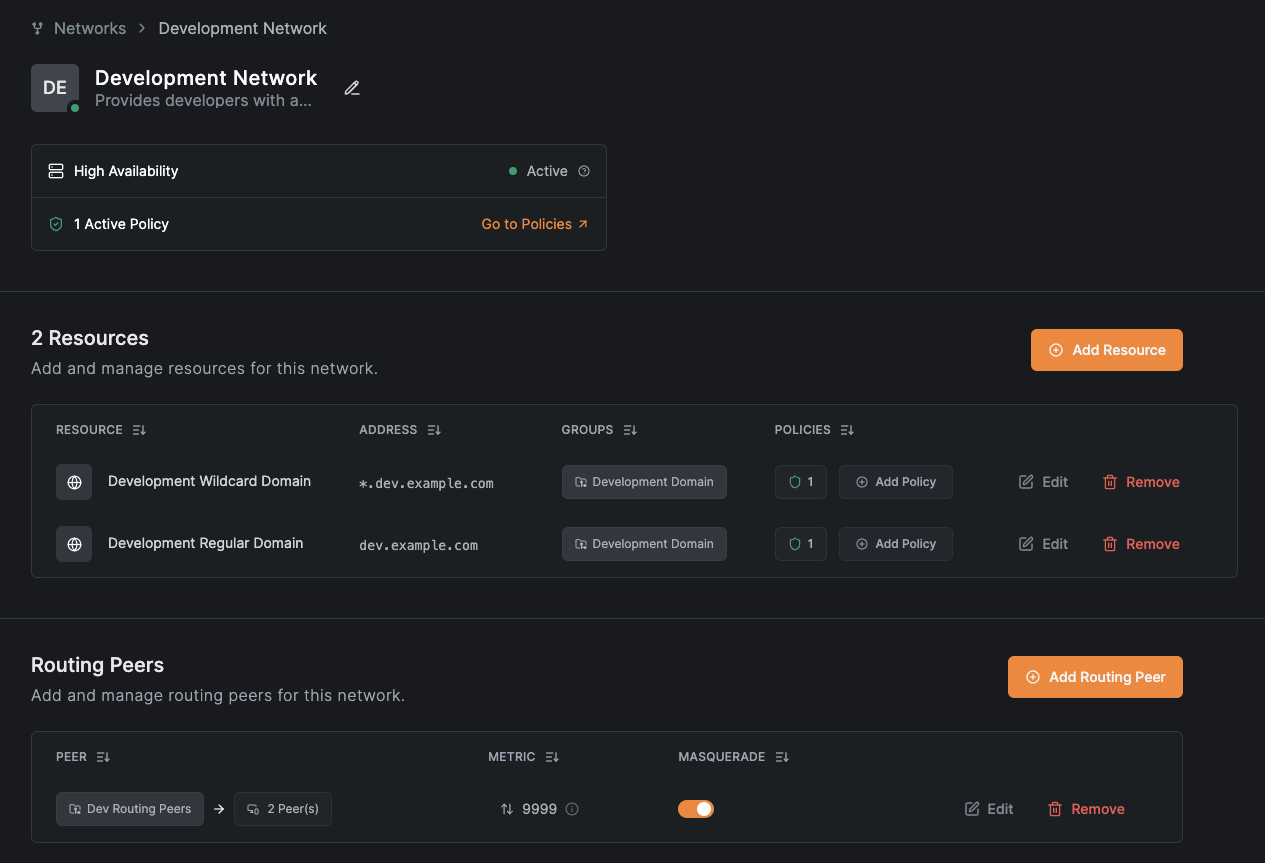 Networks > Development Network
DE
Development Network
Provides developers with a...
High Availability Active
1 Active Policy Go to Policies
2 Resources
Add and manage resources for this network.
Add Resource
RESOURCE ADDRESS GROUPS POLICIES
Development Wildcard Domain *.dev.example.com Development Domain 1 Add Policy Edit Remove
Development Regular Domain dev.example.com Development Domain 1 Add Policy Edit Remove
Routing Peers
Add and manage routing peers for this network.
Add Routing Peer
PEER METRIC MASQUERADE
Dev Routing Peers → 2 Peer(s) 9999 Edit Remove